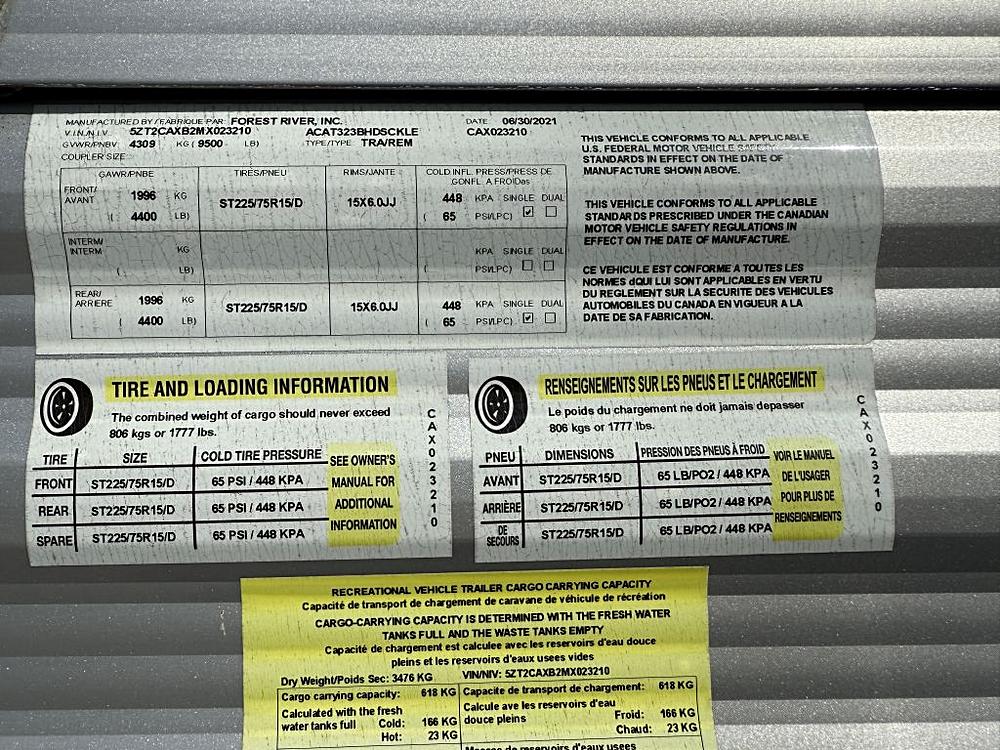 MANUFACTURED BY / FABRIQUE PAR: FOREST RIVER, INC. DATE 06/30/2021
V.I.N./N.I.V. 5ZT2CAXB2MX023210 ACAT323BHDSCKLE CAX023210
GVWR/PNBV 4309 KG ( 9500 LB) TYPE/TYPE TRA/REM
COUPLER SIZE:
GAWR/PNBE TIRES/PNEU RIMS/JANTE COLD INFL. PRESS/PRESS DE
GONFL. A FROIDas
FRONT/
AVANT 1996 KG ST225/75R15/D 15X6.0JJ 448 KPA SINGLE DUAL
( 4400 LB) ( 65 PSI/LPC) ☑ ☐
INTERM/
INTERM KG KPA SINGLE DUAL
( LB) ( PSI/LPC) ☐ ☐
REAR/
ARRIERE 1996 KG ST225/75R15/D 15X6.0JJ 448 KPA SINGLE DUAL
( 4400 LB) ( 65 PSI/LPC) ☑ ☐
THIS VEHICLE CONFORMS TO ALL APPLICABLE
U.S. FEDERAL MOTOR VEHICLE SAFETY
STANDARDS IN EFFECT ON THE DATE OF
MANUFACTURE SHOWN ABOVE.
THIS VEHICLE CONFORMS TO ALL APPLICABLE
STANDARDS PRESCRIBED UNDER THE CANADIAN
MOTOR VEHICLE SAFETY REGULATIONS IN
EFFECT ON THE DATE OF MANUFACTURE.
CE VEHICULE EST CONFORME A TOUTES LES
NORMES dQUI LUI SONT APPLICABLES EN VERTU
DU REGLEMENT SUR LA SECURITE DES VEHICULES
AUTOMOBILES DU CANADA EN VIGUEUR A LA
DATE DE SA FABRICATION.
TIRE AND LOADING INFORMATION
The combined weight of cargo should never exceed
806 kgs or 1777 lbs.
TIRE SIZE COLD TIRE PRESSURE
FRONT ST225/75R15/D 65 PSI / 448 KPA
REAR ST225/75R15/D 65 PSI / 448 KPA
SPARE ST225/75R15/D 65 PSI / 448 KPA
SEE OWNER'S
MANUAL FOR
ADDITIONAL
INFORMATION
CAX023210
RENSEIGNEMENTS SUR LES PNEUS ET LE CHARGEMENT
Le poids du chargement ne doit jamais depasser
806 kgs or 1777 lbs.
PNEU DIMENSIONS PRESSION DES PNEUS À FROID
AVANT ST225/75R15/D 65 LB/PO2 / 448 KPA
ARRIÈRE ST225/75R15/D 65 LB/PO2 / 448 KPA
DE
SECOURS ST225/75R15/D 65 LB/PO2 / 448 KPA
VOIR LE MANUEL
DE L'USAGER
POUR PLUS DE
RENSEIGNEMENTS
CAX023210
RECREATIONAL VEHICLE TRAILER CARGO CARRYING CAPACITY
Capacité de transport de chargement de caravane de véhicule de récréation
CARGO-CARRYING CAPACITY IS DETERMINED WITH THE FRESH WATER
TANKS FULL AND THE WASTE TANKS EMPTY
Capacité de chargement est calculee avec les reservoirs d'eau douce
pleins et les reservoirs d'eaux usees vides
Dry Weight/Poids Sec: 3476 KG VIN/NIV: 5ZT2CAXB2MX023210
Cargo carrying capacity: 618 KG
Calculated with the fresh
water tanks full Cold: 166 KG
Hot: 23 KG
Capacite de transport de chargement: 618 KG
Calcule ave les reservoirs d'eau
douce pleins Froid: 166 KG
Chaud: 23 KG
Masses de reservoirs d'eaux usees